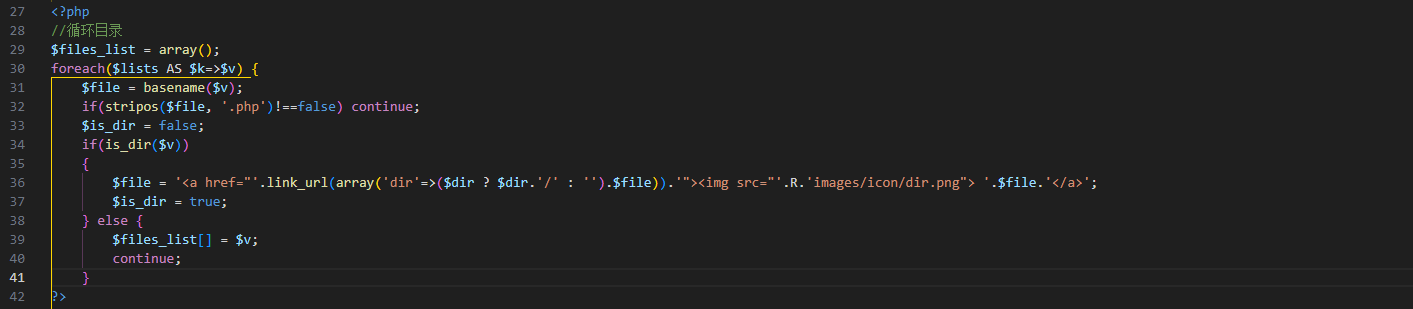 27 <?php
28 //循环目录
29 $files_list = array();
30 foreach($lists AS $k=>$v) {
31     $file = basename($v);
32     if(stripos($file, '.php')!==false) continue;
33     $is_dir = false;
34     if(is_dir($v))
35     {
36         $file = '<a href="'.link_url(array('dir'=>($dir ? $dir.'/' : '').$file)).'"><img src="'.R.'images/icon/dir.png"> '.$file.'</a>';
37         $is_dir = true;
38     } else {
39         $files_list[] = $v;
40         continue;
41     }
42 ?>